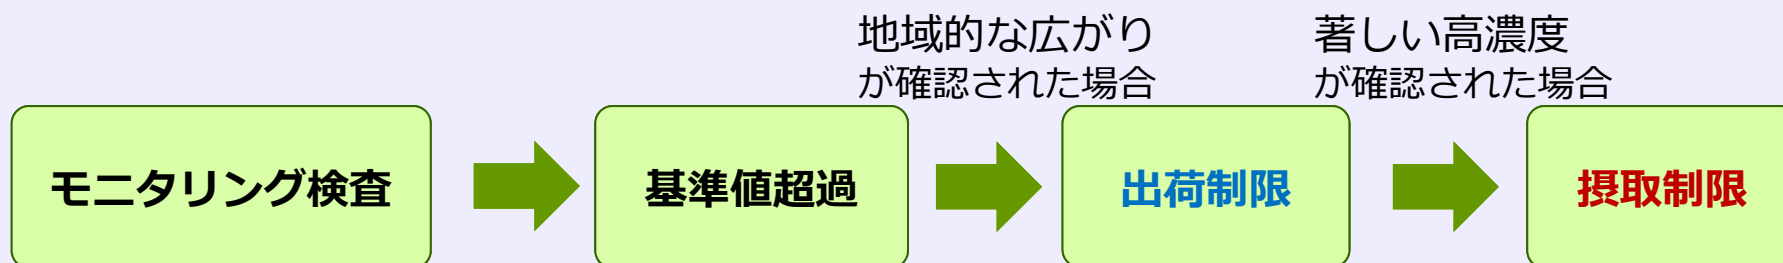 地域的な広がり
が確認された場合
著しい高濃度
が確認された場合
モニタリング検査
基準値超過
出荷制限
摂取制限